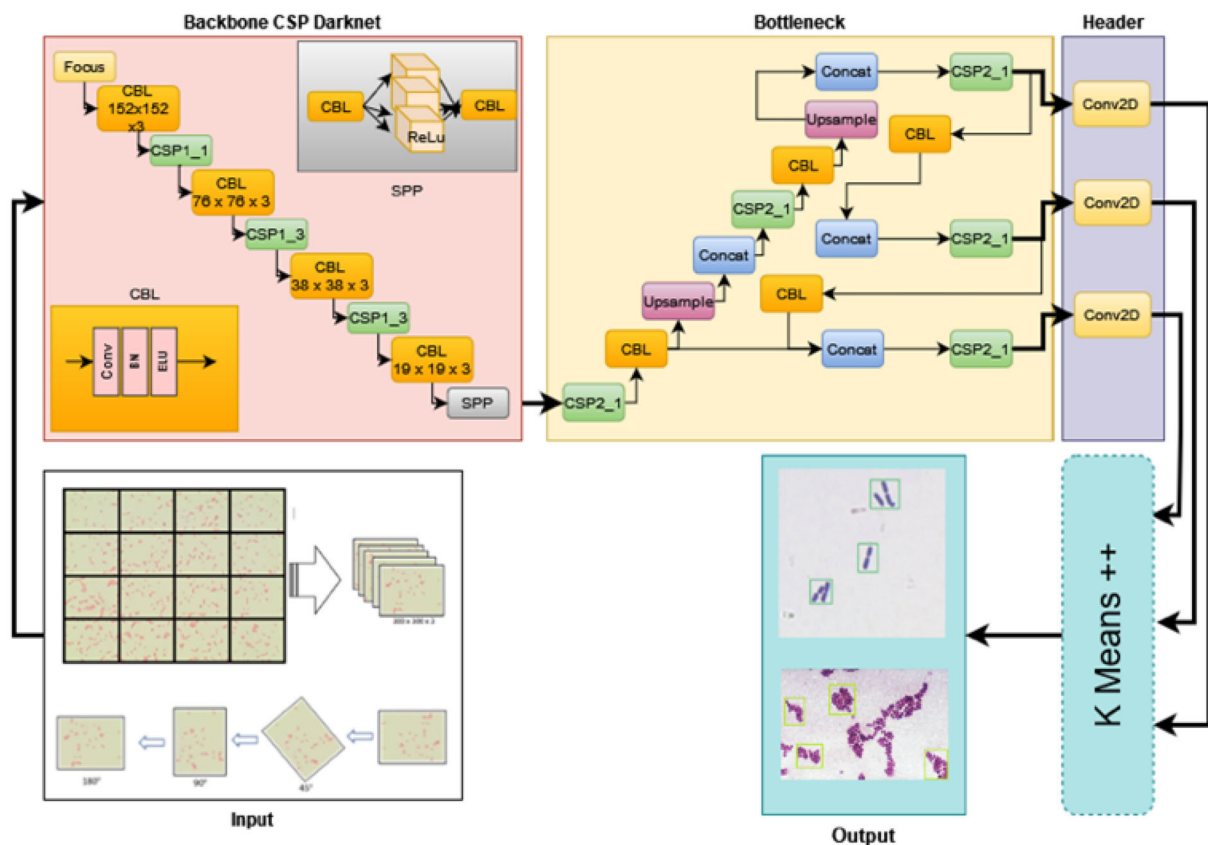 Backbone CSP Darknet
Bottleneck
Header
Focus
CBL
152x152
x3
CSP1_1
CBL
76 x 76 x 3
CSP1_3
CBL
38 x 38 x 3
CSP1_3
CBL
19 x 19 x 3
SPP
CBL
ReLu
CBL
SPP
CBL
Conv
BN
ELU
CSP2_1
CBL
Upsample
Concat
CSP2_1
CBL
Upsample
Concat
CSP2_1
CBL
Concat
CSP2_1
CBL
Concat
CSP2_1
Conv2D
Conv2D
Conv2D
180°
90°
45°
Input
Output
K Means ++